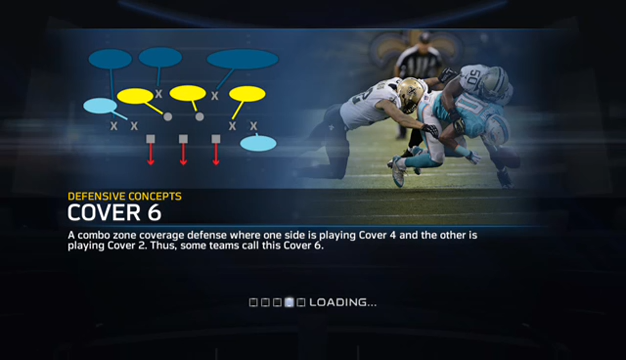 X X
X X X X
DEFENSIVE CONCEPTS
COVER 6
A combo zone coverage defense where one side is playing Cover 4 and the other is
playing Cover 2. Thus, some teams call this Cover 6.
LOADING...